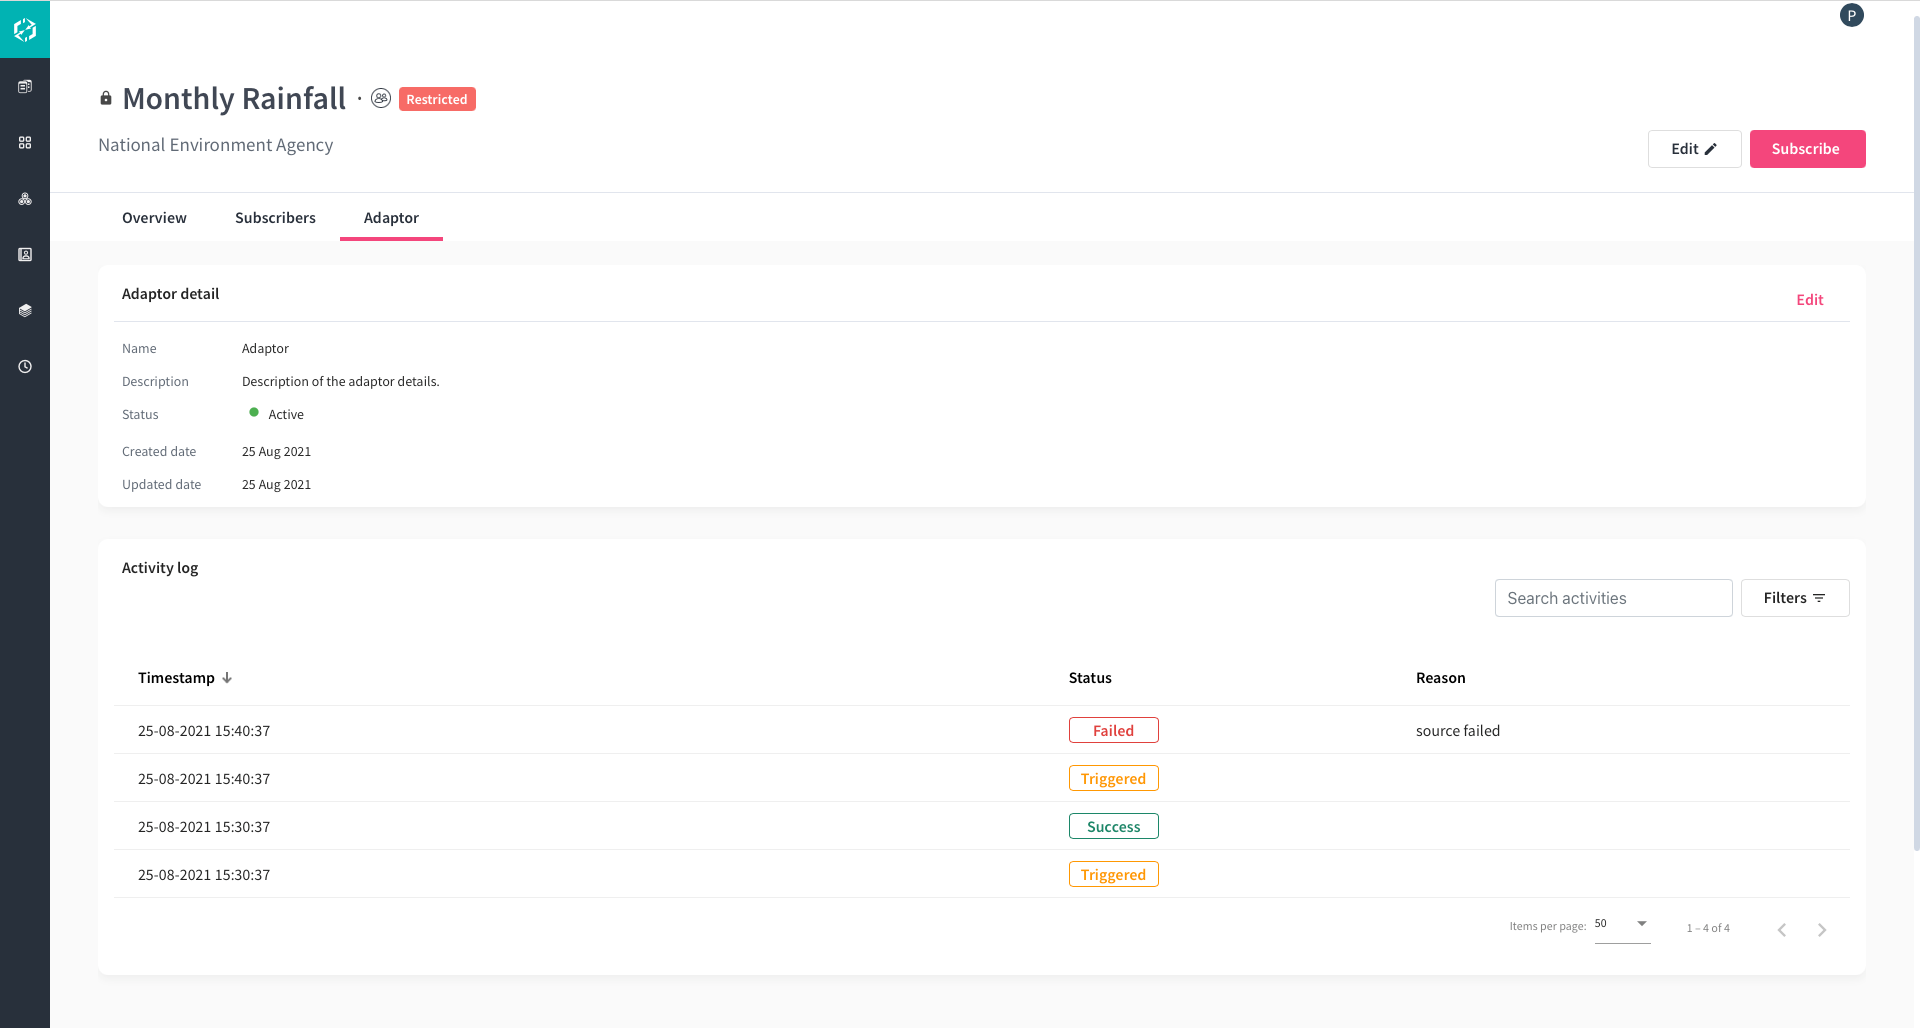 P
Monthly Rainfall · Restricted
National Environment Agency
Edit Subscribe
Overview Subscribers Adaptor
Adaptor detail
Edit
Name Adaptor
Description Description of the adaptor details.
Status Active
Created date 25 Aug 2021
Updated date 25 Aug 2021
Activity log
Search activities Filters
Timestamp Status Reason
25-08-2021 15:40:37 Failed source failed
25-08-2021 15:40:37 Triggered
25-08-2021 15:30:37 Success
25-08-2021 15:30:37 Triggered
Items per page: 50 1 – 4 of 4